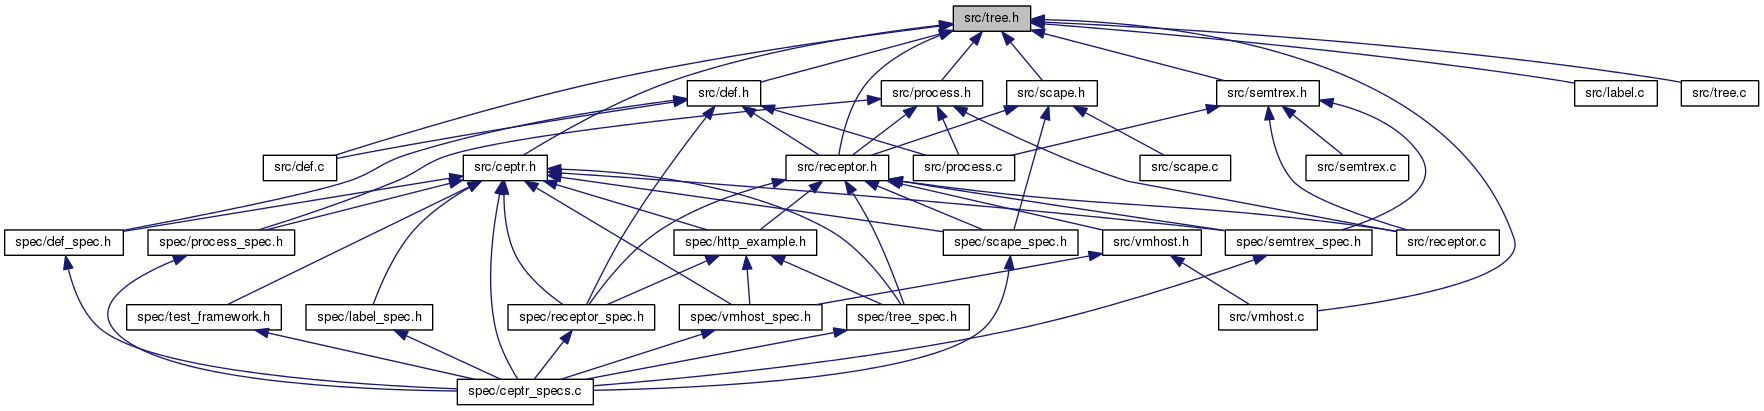 src/tree.h
src/def.h
src/process.h
src/scape.h
src/semtrex.h
src/label.c
src/tree.c
src/def.c
src/ceptr.h
src/receptor.h
src/process.c
src/scape.c
src/semtrex.c
spec/def_spec.h
spec/process_spec.h
spec/http_example.h
spec/scape_spec.h
src/vmhost.h
spec/semtrex_spec.h
src/receptor.c
spec/test_framework.h
spec/label_spec.h
spec/receptor_spec.h
spec/vmhost_spec.h
spec/tree_spec.h
src/vmhost.c
spec/ceptr_specs.c